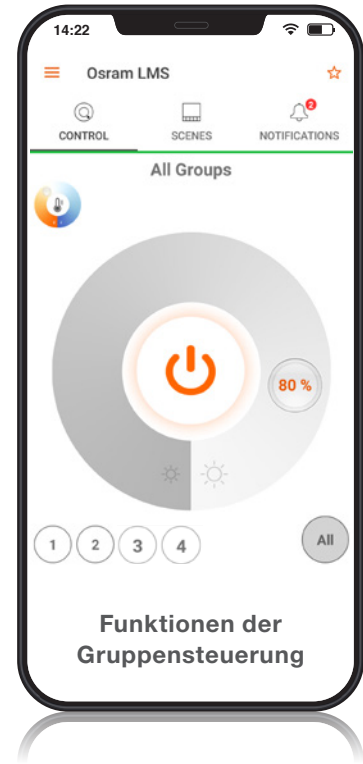 14:22
Osram LMS
CONTROL SCENES 2 NOTIFICATIONS
All Groups
80 %
1 2 3 4 All
Funktionen der
Gruppensteuerung